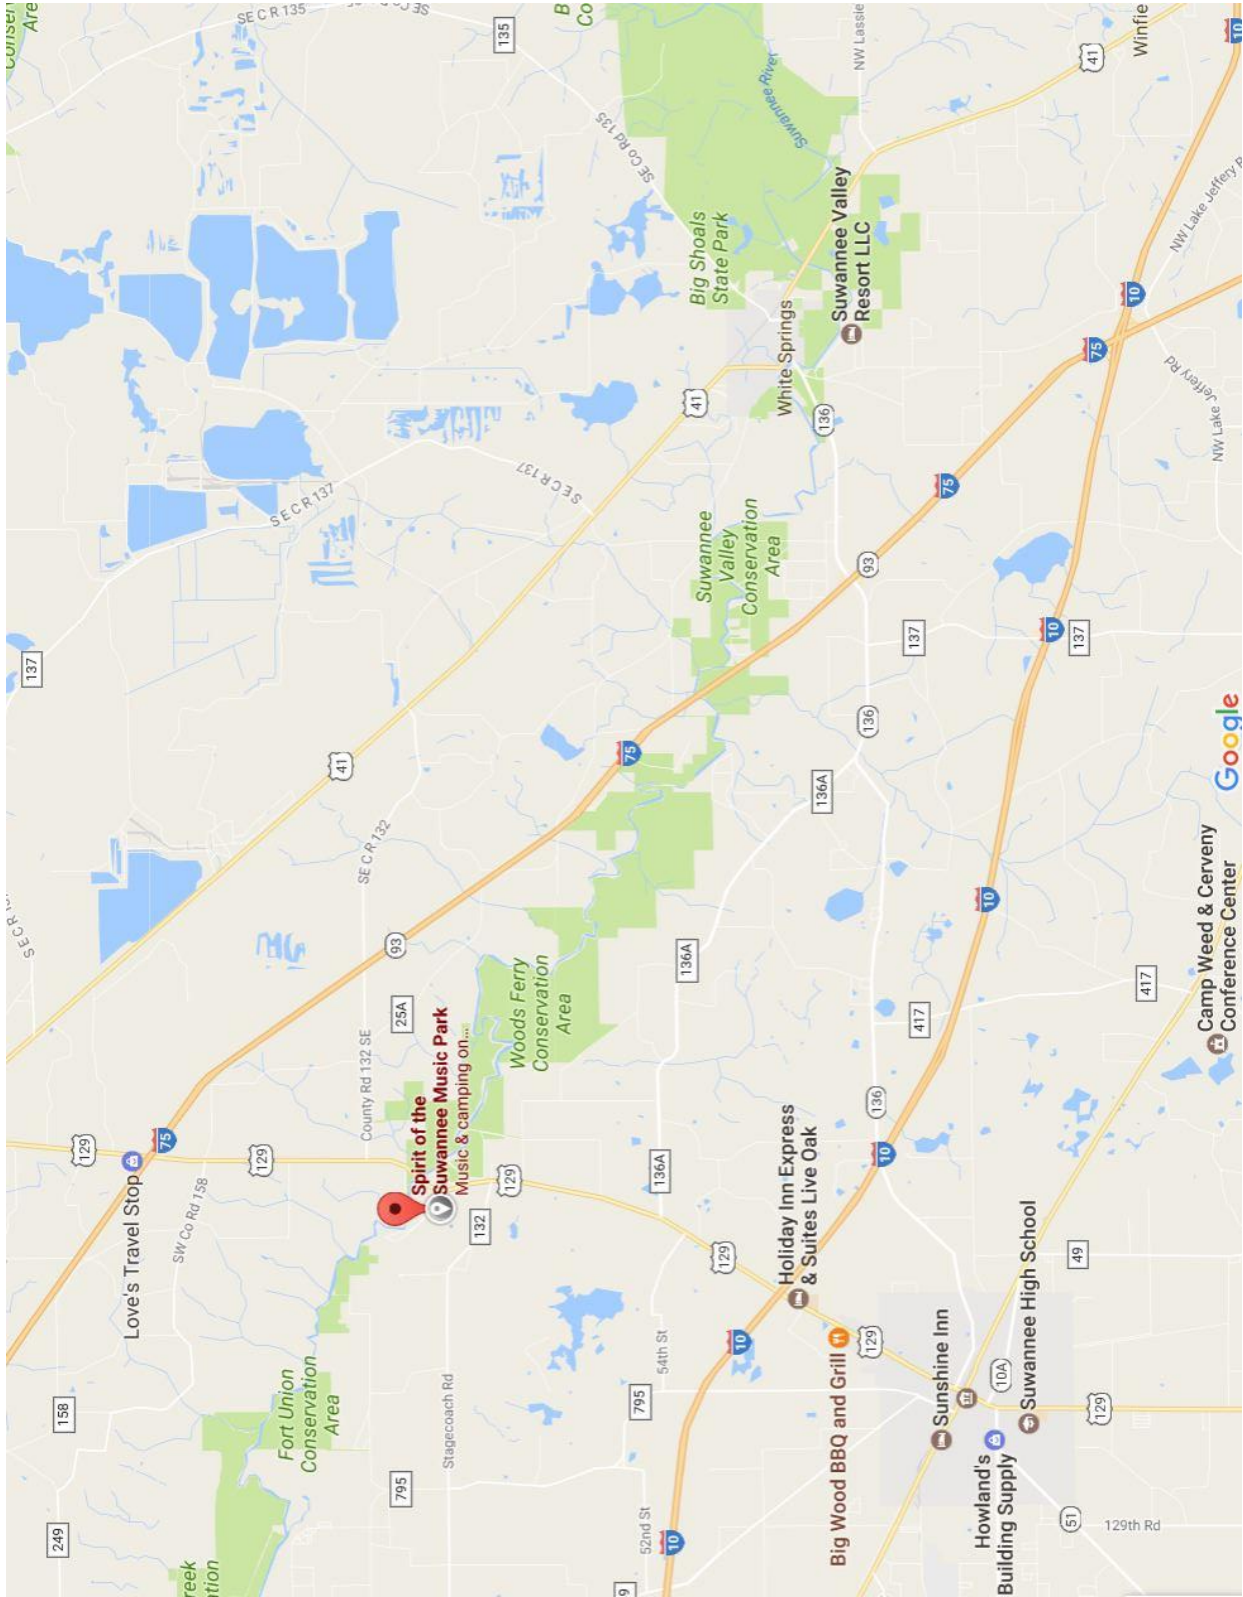 SE C R 135
135
SE Co Rd 135
41
Winfie
10
NW Lassie
Suwannee River
Big Shoals
State Park
Suwannee Valley
Resort LLC
White Springs
NW Lake Jeffery R
10
75
NW Lake Jeffery Rd
41
136
SE C R 137
SE C R 137
75
Suwannee
Valley
Conservation
Area
93
137
10
137
137
136
75
41
136A
SE C R 132
10
Google
93
136A
417
417
Camp Weed & Cerveny
Conference Center
25A
Woods Ferry
Conservation
Area
County Rd 132 SE
Spirit of the
Suwannee Music Park
Music & camping on...
136
129
75
129
Love's Travel Stop
SW Co Rd 158
129
132
136A
10
Holiday Inn Express
& Suites Live Oak
129
49
Suwannee High School
10
54th St
Big Wood BBQ and Grill
129
Sunshine Inn
10A
129
158
Fort Union
Conservation
Area
Stagecoach Rd
795
795
Howland's
Building Supply
249
52nd St
10
51
129th Rd